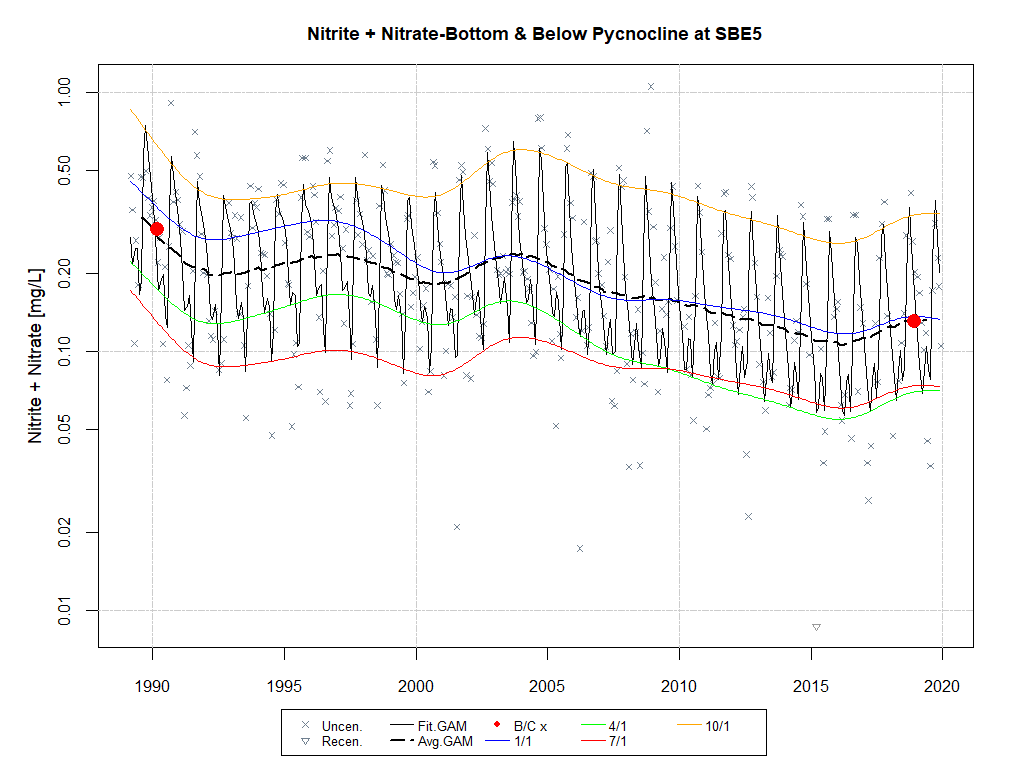 Nitrite + Nitrate-Bottom & Below Pycnocline at SBE5
Nitrite + Nitrate [mg/L]
1.00
0.50
0.20
0.10
0.05
0.02
0.01
1990 1995 2000 2005 2010 2015 2020
Uncen. Fit.GAM B/C x 4/1 10/1
Recen. Avg.GAM 1/1 7/1